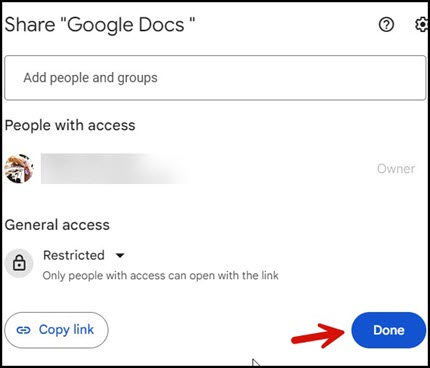 Share "Google Docs "
Add people and groups
People with access
Owner
General access
Restricted
Only people with access can open with the link
Copy link
Done